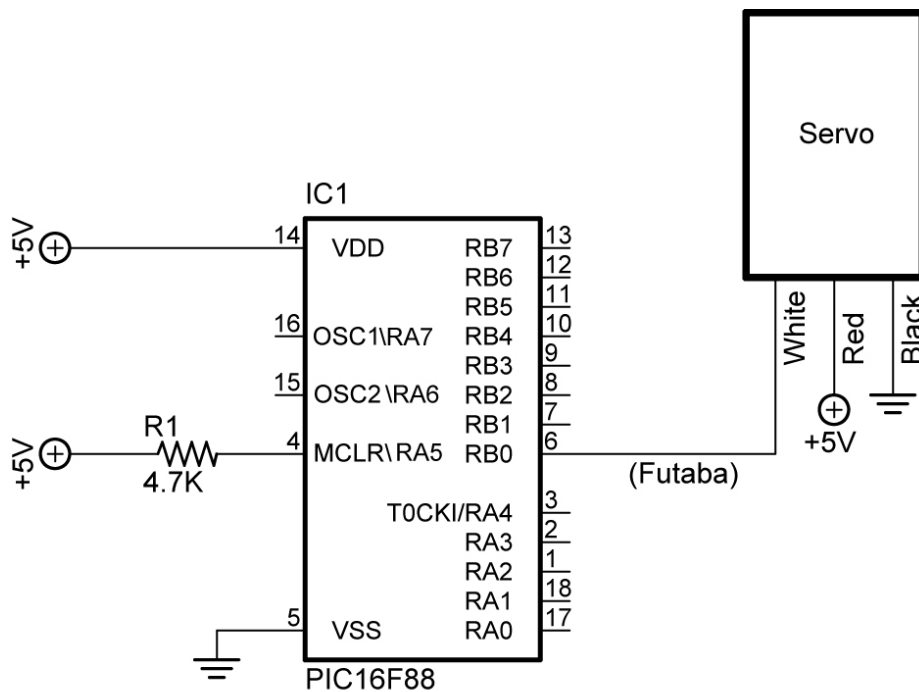 Servo
IC1
+5V
14
VDD
RB7
13
RB6
12
RB5
11
16
OSC1\RA7
RB4
10
RB3
9
15
OSC2 \RA6
RB2
8
RB1
7
+5V
R1
4.7K
4
MCLR\ RA5
RB0
6
(Futaba)
White
Red
Black
+5V
T0CKI/RA4
3
RA3
2
RA2
1
RA1
18
5
VSS
RA0
17
PIC16F88